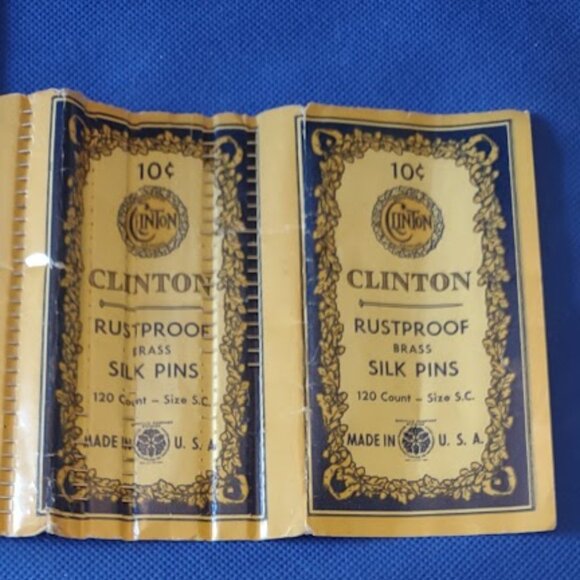 10¢
CLINTON
CLINTON
RUSTPROOF
BRASS
SILK PINS
120 Count - Size S.C.
MADE IN U. S. A.
10¢
CLINTON
CLINTON
RUSTPROOF
BRASS
SILK PINS
120 Count - Size S.C.
MADE IN U. S. A.